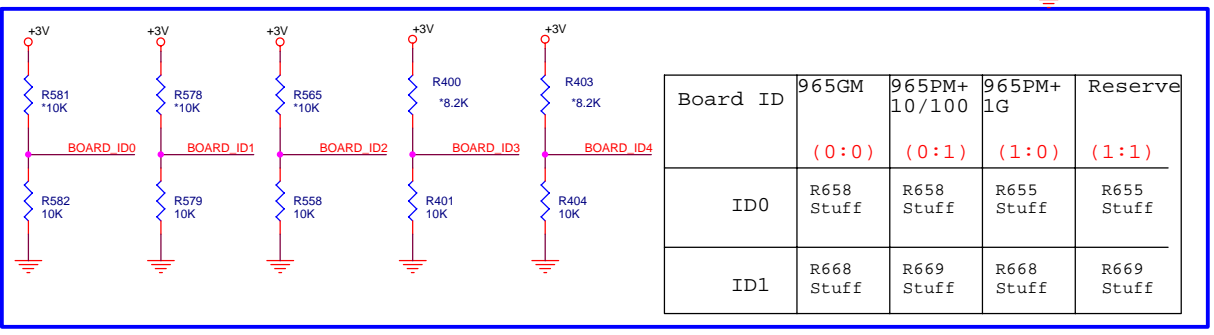 +3V
+3V
+3V
+3V
+3V
R581
*10K
R578
*10K
R565
*10K
R400
*8.2K
R403
*8.2K
BOARD_ID0
BOARD_ID1
BOARD_ID2
BOARD_ID3
BOARD_ID4
R582
10K
R579
10K
R558
10K
R401
10K
R404
10K
Board ID
965GM
(0:0)
965PM+
10/100
(0:1)
965PM+
1G
(1:0)
Reserve
(1:1)
ID0
R658
Stuff
R658
Stuff
R655
Stuff
R655
Stuff
ID1
R668
Stuff
R669
Stuff
R668
Stuff
R669
Stuff